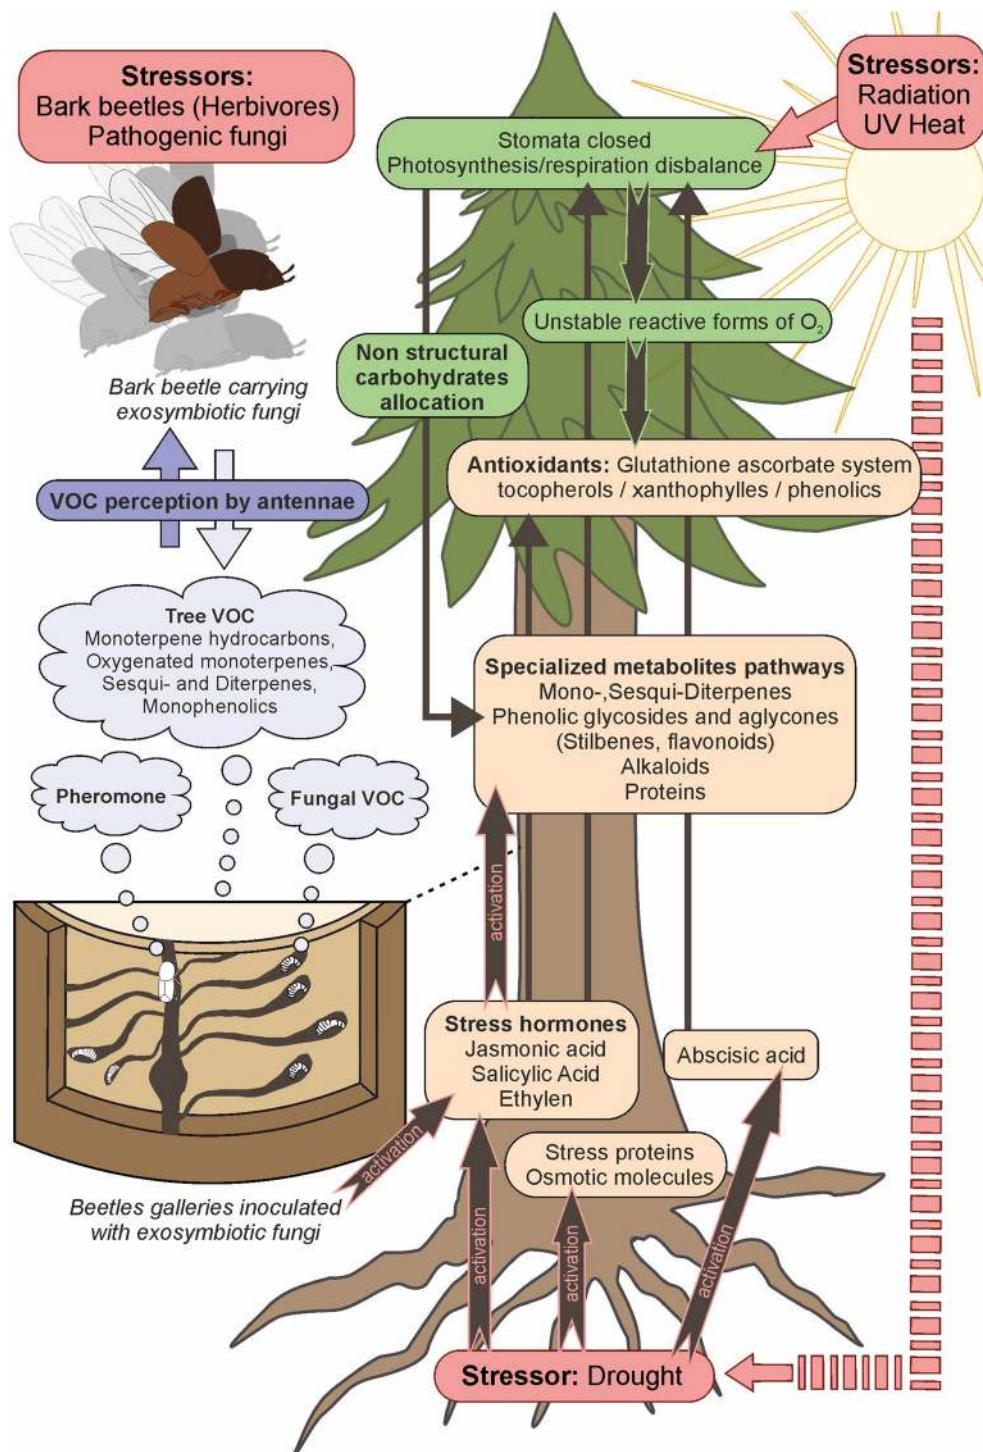 Stressors:
Bark beetles (Herbivores)
Pathogenic fungi
Stressors:
Radiation
UV Heat
Stomata closed
Photosynthesis/respiration disbalance
Unstable reactive forms of O₂
Non structural
carbohydrates
allocation
Bark beetle carrying
exosymbiotic fungi
Antioxidants: Glutathione ascorbate system
tocopherols / xanthophylles / phenolics
VOC perception by antennae
Tree VOC
Monoterpene hydrocarbons,
Oxygenated monoterpenes,
Sesqui- and Diterpenes,
Monophenolics
Specialized metabolites pathways
Mono-,Sesqui-Diterpenes
Phenolic glycosides and aglycones
(Stilbenes, flavonoids)
Alkaloids
Proteins
Pheromone
Fungal VOC
activation
Stress hormones
Jasmonic acid
Salicylic Acid
Ethylen
Abscisic acid
activation
Stress proteins
Osmotic molecules
Beetles galleries inoculated
with exosymbiotic fungi
activation
activation
activation
Stressor: Drought